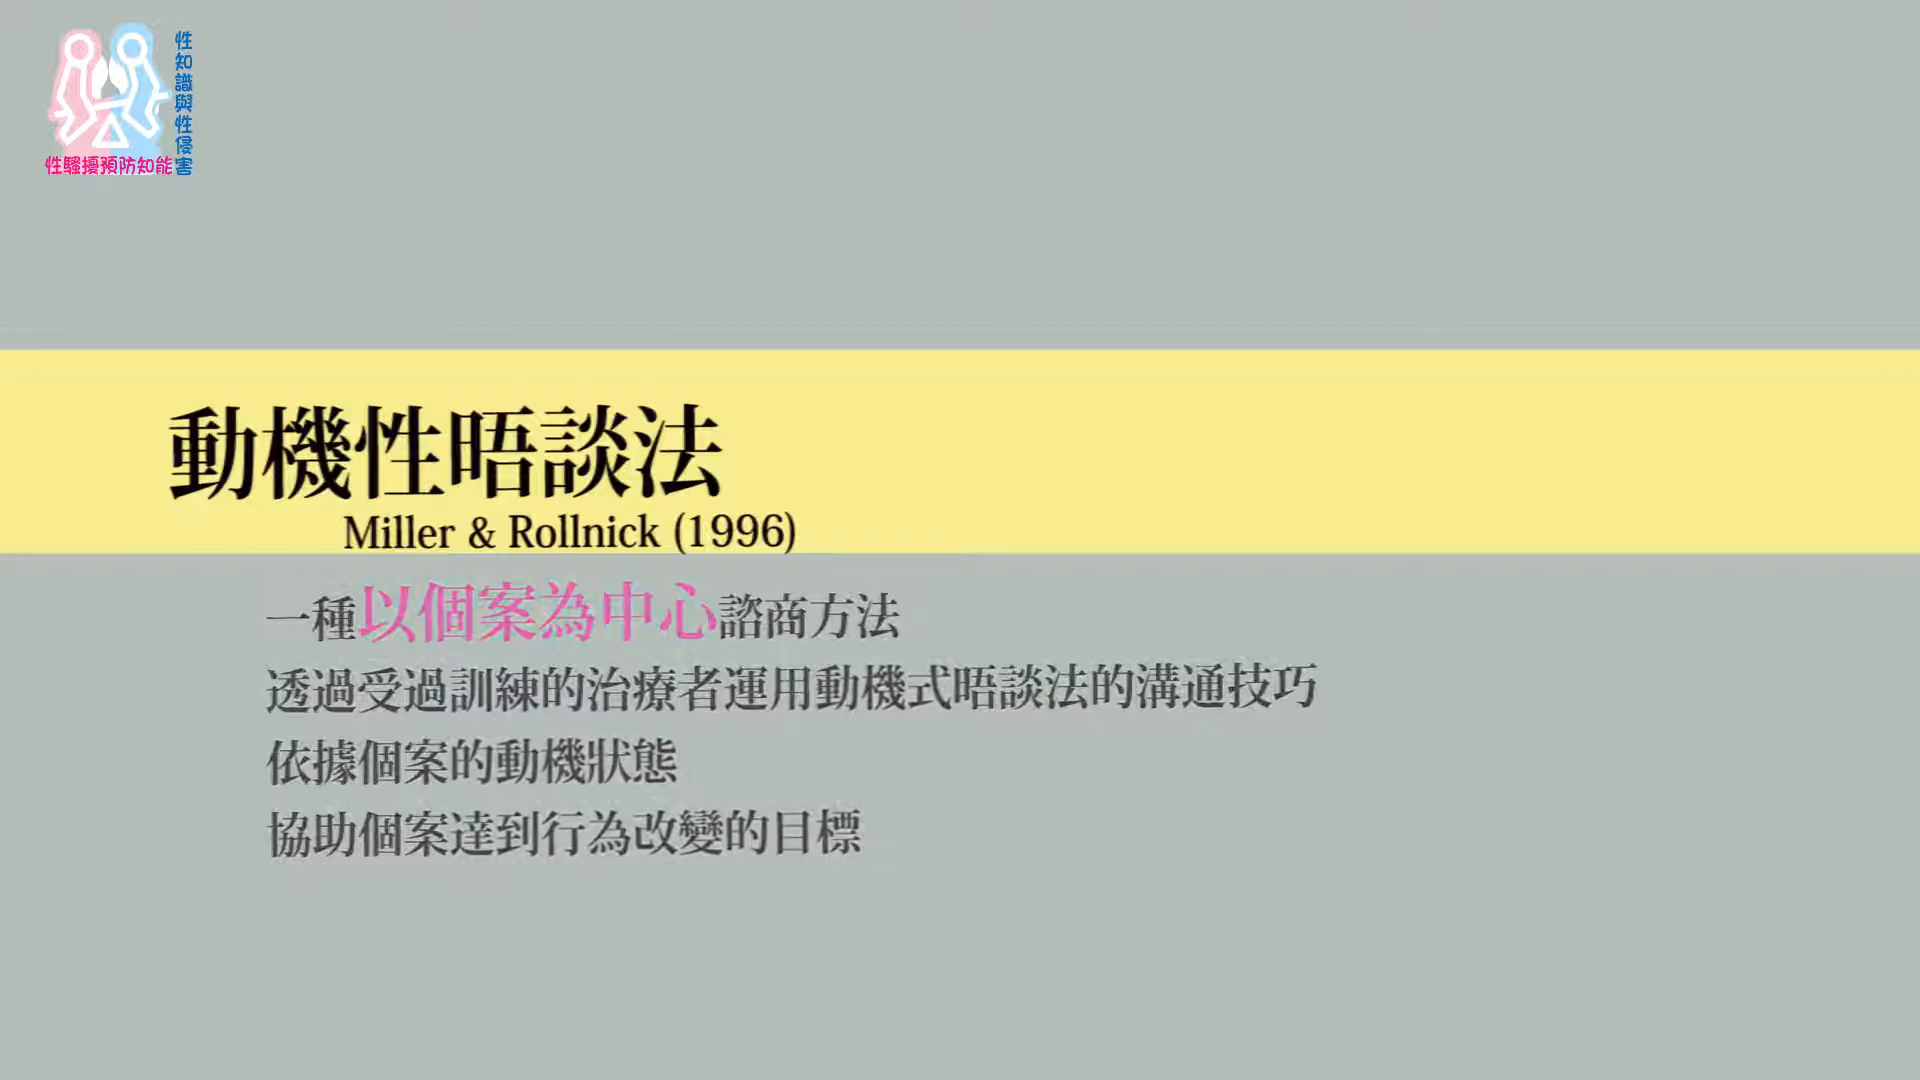 性知識與性侵害
性騷擾預防知能
動機性晤談法
Miller & Rollnick (1996)
一種以個案為中心諮商方法
透過受過訓練的治療者運用動機式晤談法的溝通技巧
依據個案的動機狀態
協助個案達到行為改變的目標